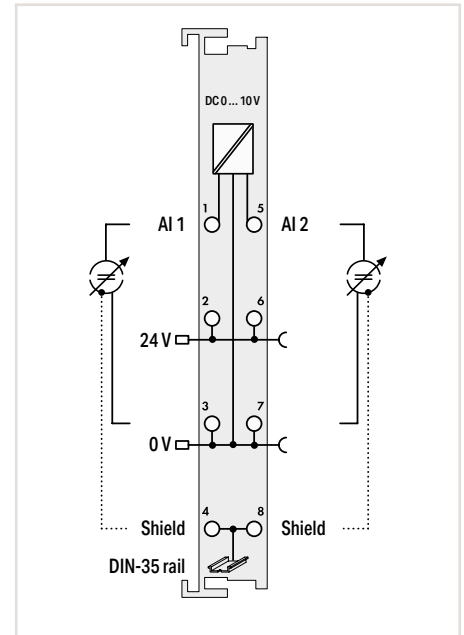 DC 0 ... 10 V
1 5
AI 1 AI 2
2 6
24 V
3 7
0 V
4 8
Shield Shield
DIN-35 rail